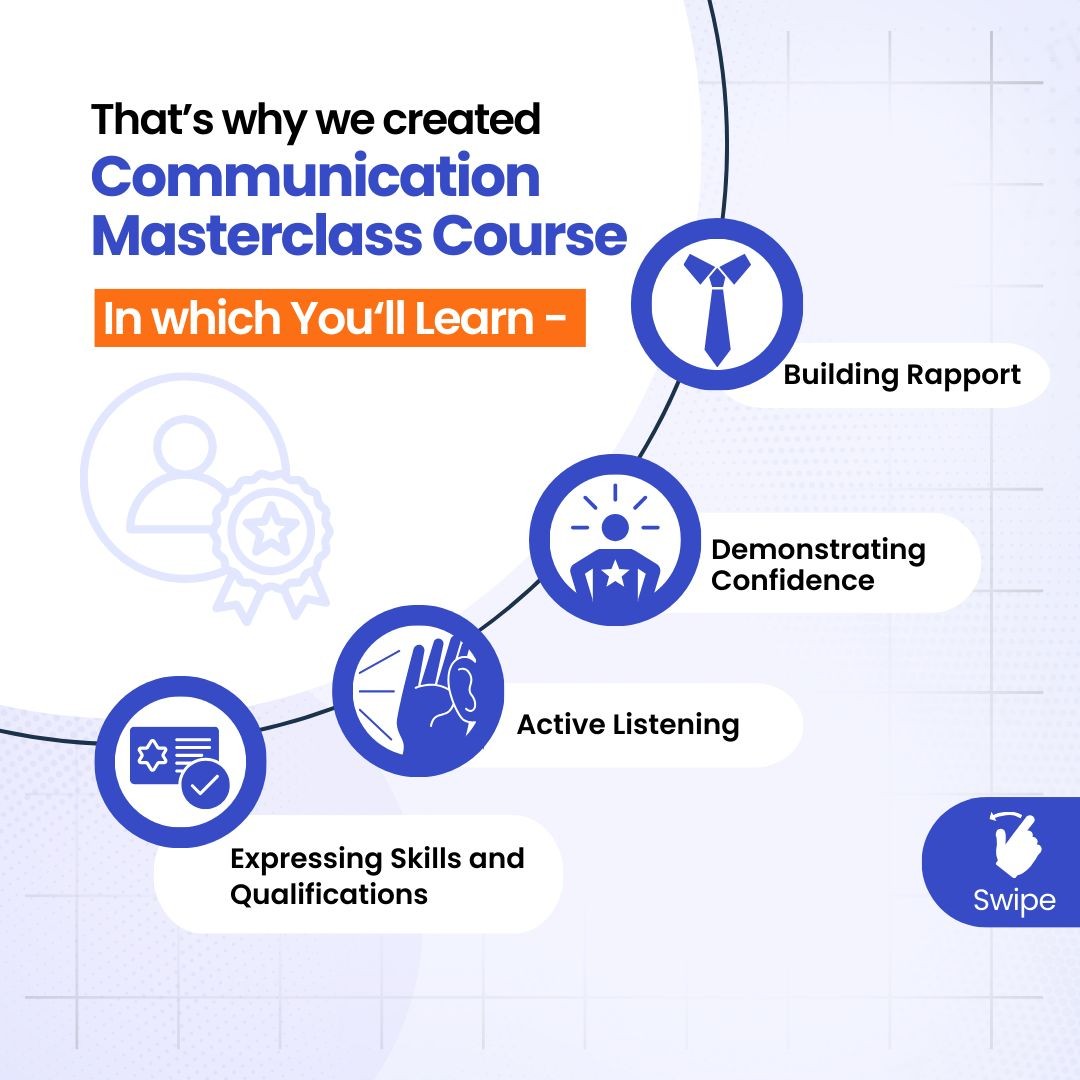 That’s why we created
Communication
Masterclass Course
In which You‘ll Learn -
Building Rapport
Demonstrating
Confidence
Active Listening
Expressing Skills and
Qualifications
Swipe